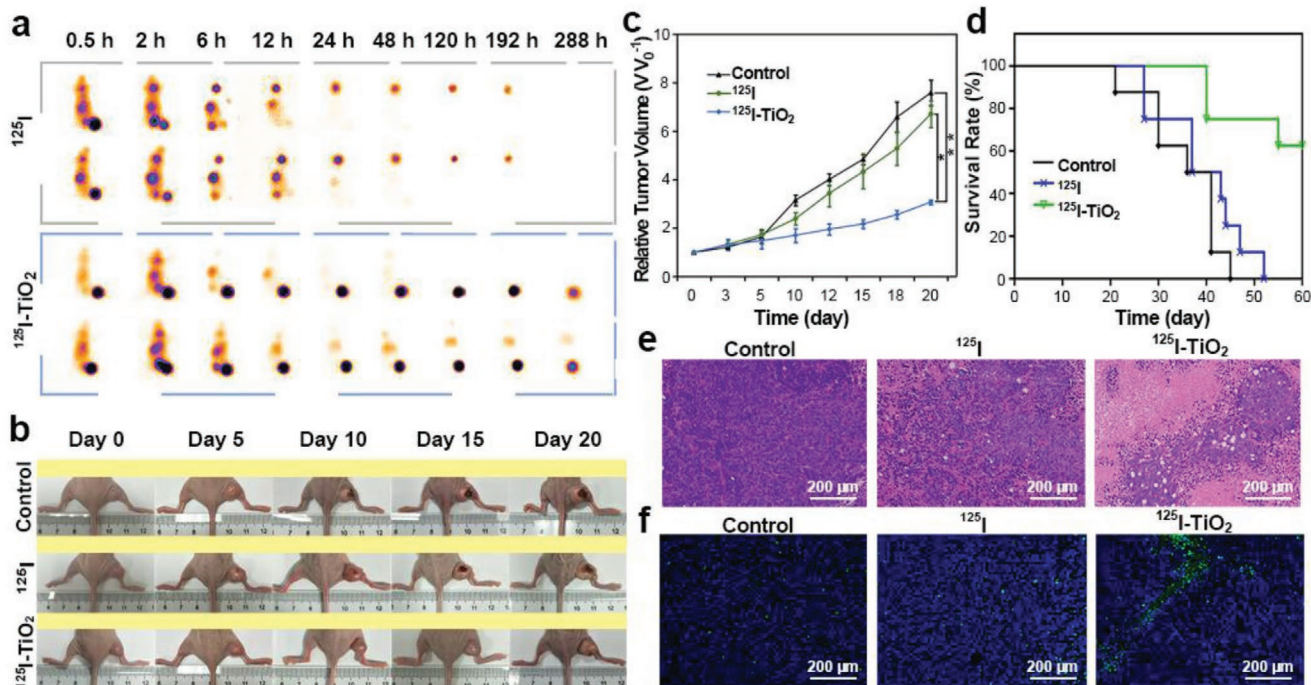 a
0.5 h 2 h 6 h 12 h 24 h 48 h 120 h 192 h 288 h
¹²⁵I
¹²⁵I-TiO₂
b
Day 0 Day 5 Day 10 Day 15 Day 20
Control
¹²⁵I
¹²⁵I-TiO₂
c
Relative Tumor Volume (V V₀⁻¹)
10
8
6
4
2
0
Control
¹²⁵I
¹²⁵I-TiO₂
*
**
0 3 5 10 12 15 18 20
Time (day)
d
Survival Rate (%)
100
80
60
40
20
0
Control
¹²⁵I
¹²⁵I-TiO₂
0 10 20 30 40 50 60
Time (day)
e
Control ¹²⁵I ¹²⁵I-TiO₂
200 µm 200 µm 200 µm
f
Control ¹²⁵I ¹²⁵I-TiO₂
200 µm 200 µm 200 µm